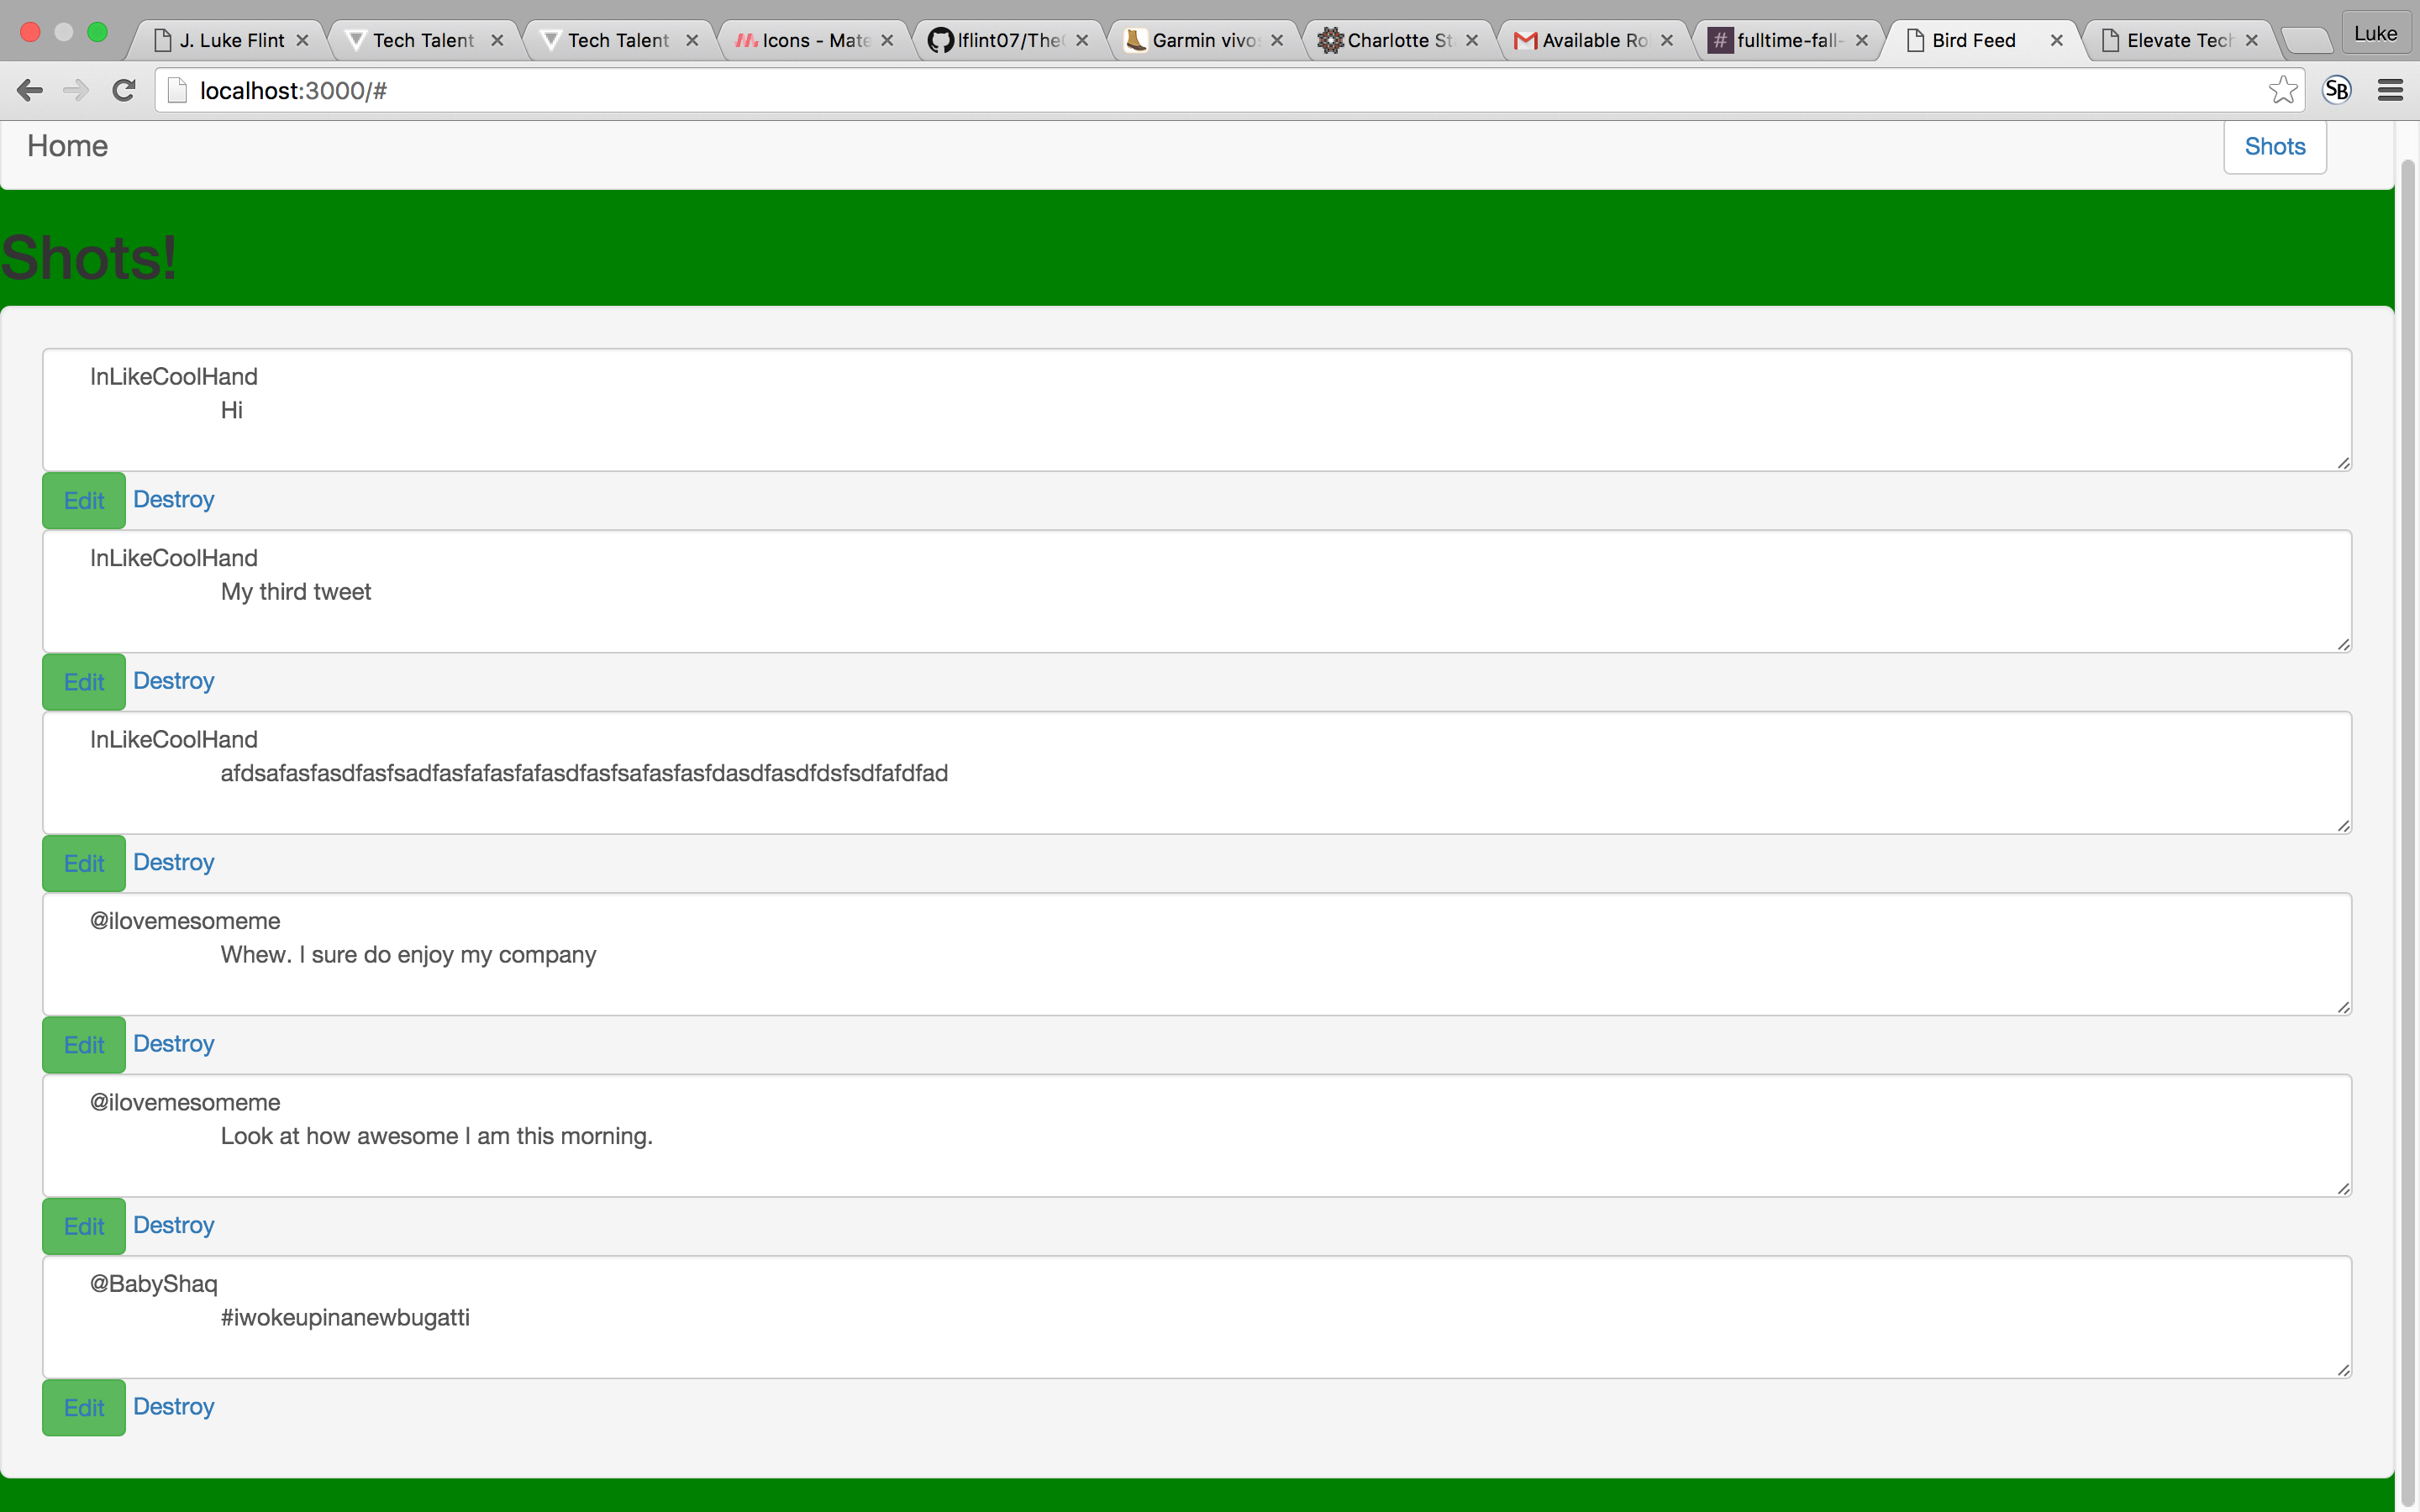 J. Luke Flint
Tech Talent
Tech Talent
Icons - Mate
lflint07/The
Garmin vivo
Charlotte St
Available Ro
# fulltime-fall-
Bird Feed
Elevate Tech
Luke
localhost:3000/#
SB
Home
Shots
Shots!
InLikeCoolHand
Hi
Edit Destroy
InLikeCoolHand
My third tweet
Edit Destroy
InLikeCoolHand
afdsafasfasdfasfsadfasfafasfafasdfasfsafasfasfdasdfasdfdsfsdfafdfad
Edit Destroy
@ilovemesomeme
Whew. I sure do enjoy my company
Edit Destroy
@ilovemesomeme
Look at how awesome I am this morning.
Edit Destroy
@BabyShaq
#iwokeupinanewbugatti
Edit Destroy